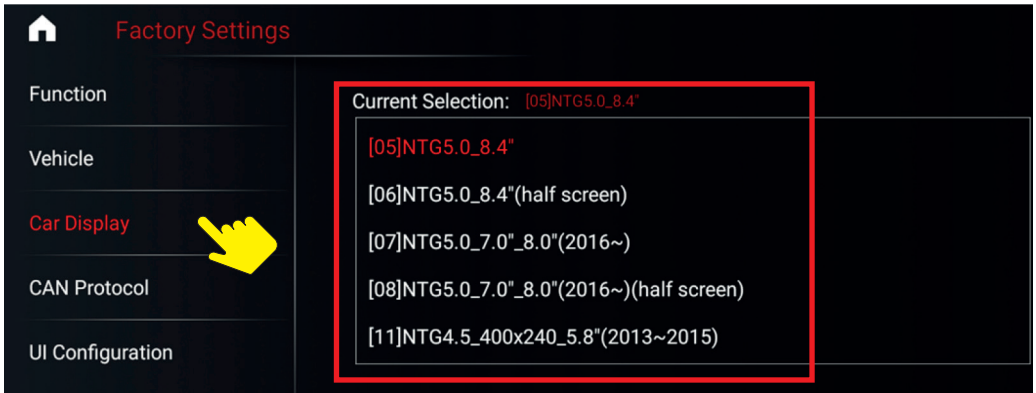 Factory Settings
Function
Vehicle
Car Display
CAN Protocol
UI Configuration
Current Selection: [05]NTG5.0_8.4"
[05]NTG5.0_8.4"
[06]NTG5.0_8.4"(half screen)
[07]NTG5.0_7.0"_8.0"(2016~)
[08]NTG5.0_7.0"_8.0"(2016~)(half screen)
[11]NTG4.5_400x240_5.8"(2013~2015)